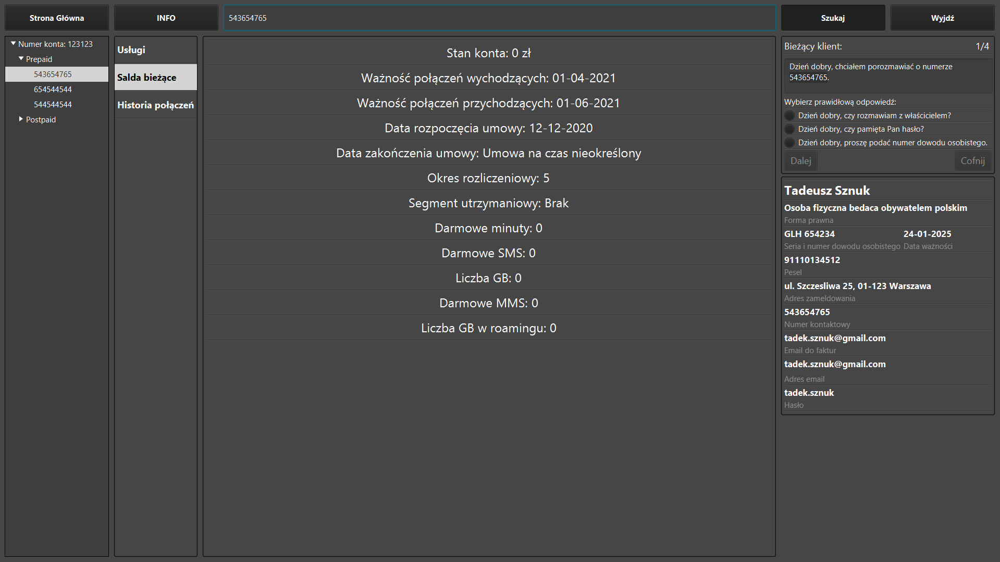 Strona Główna
INFO
543654765
Szukaj
Wyjdź
Numer konta: 123123
Prepaid
543654765
654544544
544544544
Postpaid
Usługi
Salda bieżące
Historia połączeń
Stan konta: 0 zł
Ważność połączeń wychodzących: 01-04-2021
Ważność połączeń przychodzących: 01-06-2021
Data rozpoczęcia umowy: 12-12-2020
Data zakończenia umowy: Umowa na czas nieokreślony
Okres rozliczeniowy: 5
Segment utrzymaniowy: Brak
Darmowe minuty: 0
Darmowe SMS: 0
Liczba GB: 0
Darmowe MMS: 0
Liczba GB w roamingu: 0
Bieżący klient: 1/4
Dzień dobry, chciałem porozmawiać o numerze
543654765.
Wybierz prawidłową odpowiedź:
Dzień dobry, czy rozmawiam z właścicielem?
Dzień dobry, czy pamięta Pan hasło?
Dzień dobry, proszę podać numer dowodu osobistego.
Dalej Cofnij
Tadeusz Sznuk
Osoba fizyczna bedaca obywatelem polskim
Forma prawna
GLH 654234 24-01-2025
Seria i numer dowodu osobistego Data ważności
91110134512
Pesel
ul. Szczesliwa 25, 01-123 Warszawa
Adres zameldowania
543654765
Numer kontaktowy
tadek.sznuk@gmail.com
Email do faktur
tadek.sznuk@gmail.com
Adres email
tadek.sznuk
Hasło